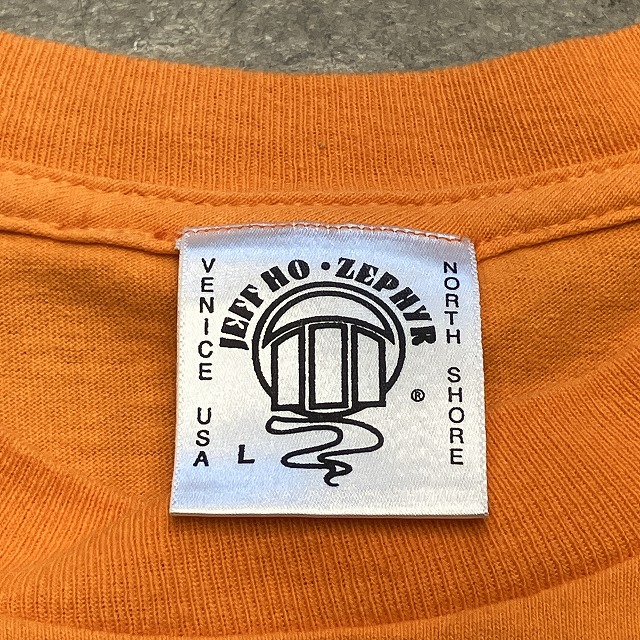 JEFF HO · ZEPHYR
VENICE USA
NORTH SHORE
®
L